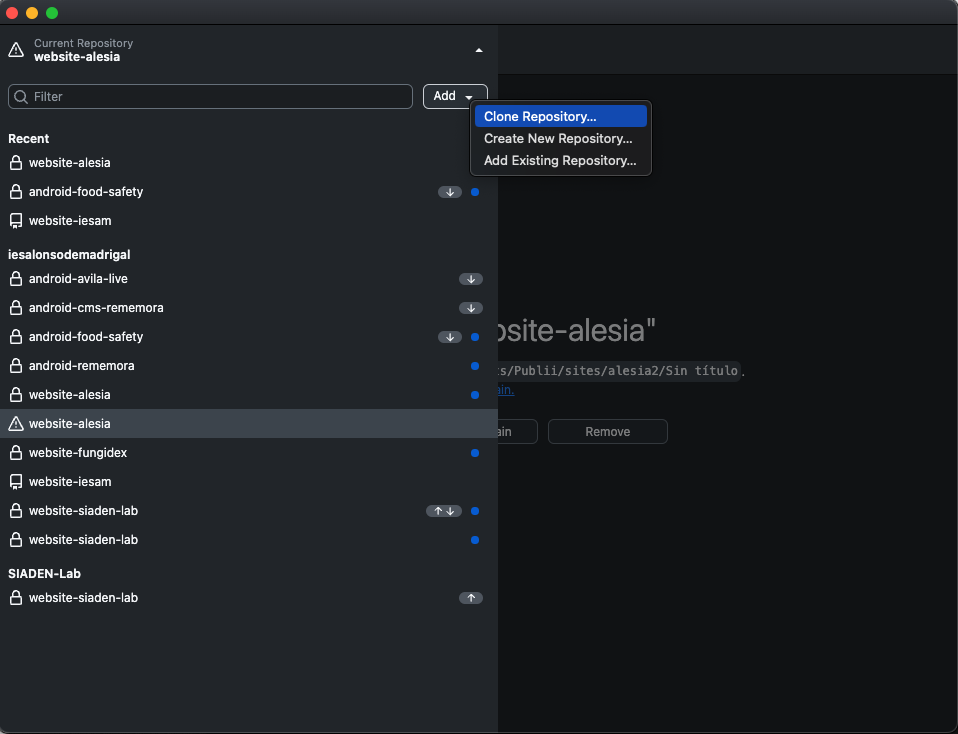 Current Repository
website-alesia
Filter
Add
Clone Repository...
Create New Repository...
Add Existing Repository...
Recent
website-alesia
android-food-safety
website-iesam
iesalonsodemadrigal
android-avila-live
android-cms-rememora
android-food-safety
android-rememora
website-alesia
website-alesia
website-fungidex
website-iesam
website-siaden-lab
website-siaden-lab
SIADEN-Lab
website-siaden-lab
site-alesia"
s/Publii/sites/alesia2/Sin título.
ain.
ain
Remove